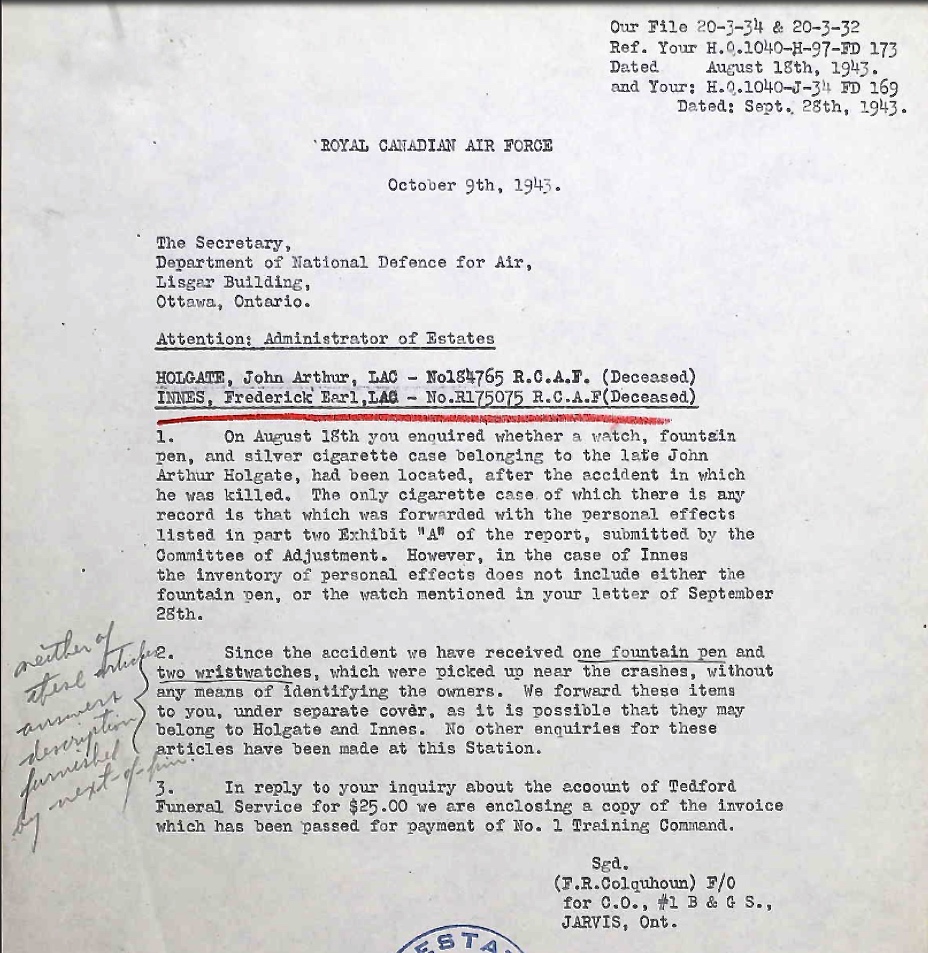 Our File 20-3-34 & 20-3-32
Ref. Your H.Q.1040-H-97-FD 173
Dated August 18th, 1943.
and Your: H.Q.1040-J-34 FD 169
Dated: Sept. 28th, 1943.
ROYAL CANADIAN AIR FORCE
October 9th, 1943.
The Secretary,
Department of National Defence for Air,
Lisgar Building,
Ottawa, Ontario.
Attention: Administrator of Estates
HOLGATE, John Arthur, LAC - No184765 R.C.A.F. (Deceased)
INNES, Frederick Earl,LAC - No.R175075 R.C.A.F(Deceased)
1. On August 18th you enquired whether a watch, fountain
pen, and silver cigarette case belonging to the late John
Arthur Holgate, had been located, after the accident in which
he was killed. The only cigarette case of which there is any
record is that which was forwarded with the personal effects
listed in part two Exhibit "A" of the report, submitted by the
Committee of Adjustment. However, in the case of Innes
the inventory of personal effects does not include either the
fountain pen, or the watch mentioned in your letter of September
28th.
2. Since the accident we have received one fountain pen and
two wristwatches, which were picked up near the crashes, without
any means of identifying the owners. We forward these items
to you, under separate cover, as it is possible that they may
belong to Holgate and Innes. No other enquiries for these
articles have been made at this Station.
neither of
these articles
answers
description
furnished
by next-of-kin.
3. In reply to your inquiry about the acoount of Tedford
Funeral Service for $25.00 we are enclosing a copy of the invoice
which has been passed for payment of No. 1 Training Command.
Sgd.
(F.R.Colquhoun) F/O
for C.O., #1 B & G S.,
JARVIS, Ont.
ESTA